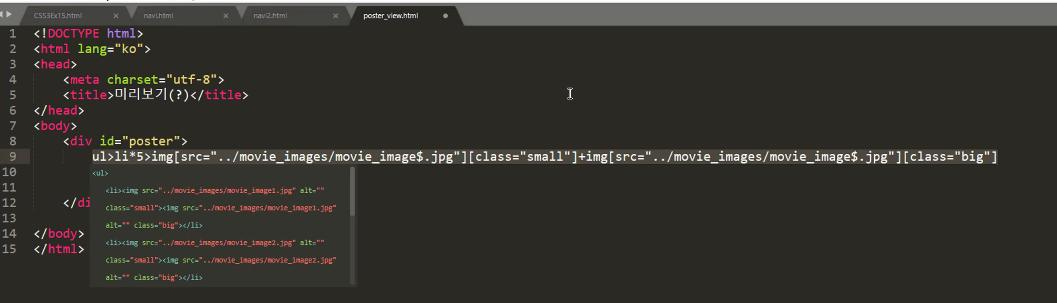 CSS3Ex15.html × navi.html × navi2.html × poster_view.html
1 <!DOCTYPE html>
2 <html lang="ko">
3 <head>
4 <meta charset="utf-8">
5 <title>미리보기(?)</title>
6 </head>
7 <body>
8 <div id="poster">
9 ul>li*5>img[src="../movie_images/movie_image$.jpg"][class="small"]+img[src="../movie_images/movie_image$.jpg"][class="big"]
10 <ul>
11 <li><img src="../movie_images/movie_image1.jpg" alt=""
12 </di class="small"><img src="../movie_images/movie_image1.jpg"
13 alt="" class="big"></li>
14 </body> <li><img src="../movie_images/movie_image2.jpg" alt=""
15 </html> class="small"><img src="../movie_images/movie_image2.jpg"
alt="" class="big"></li>